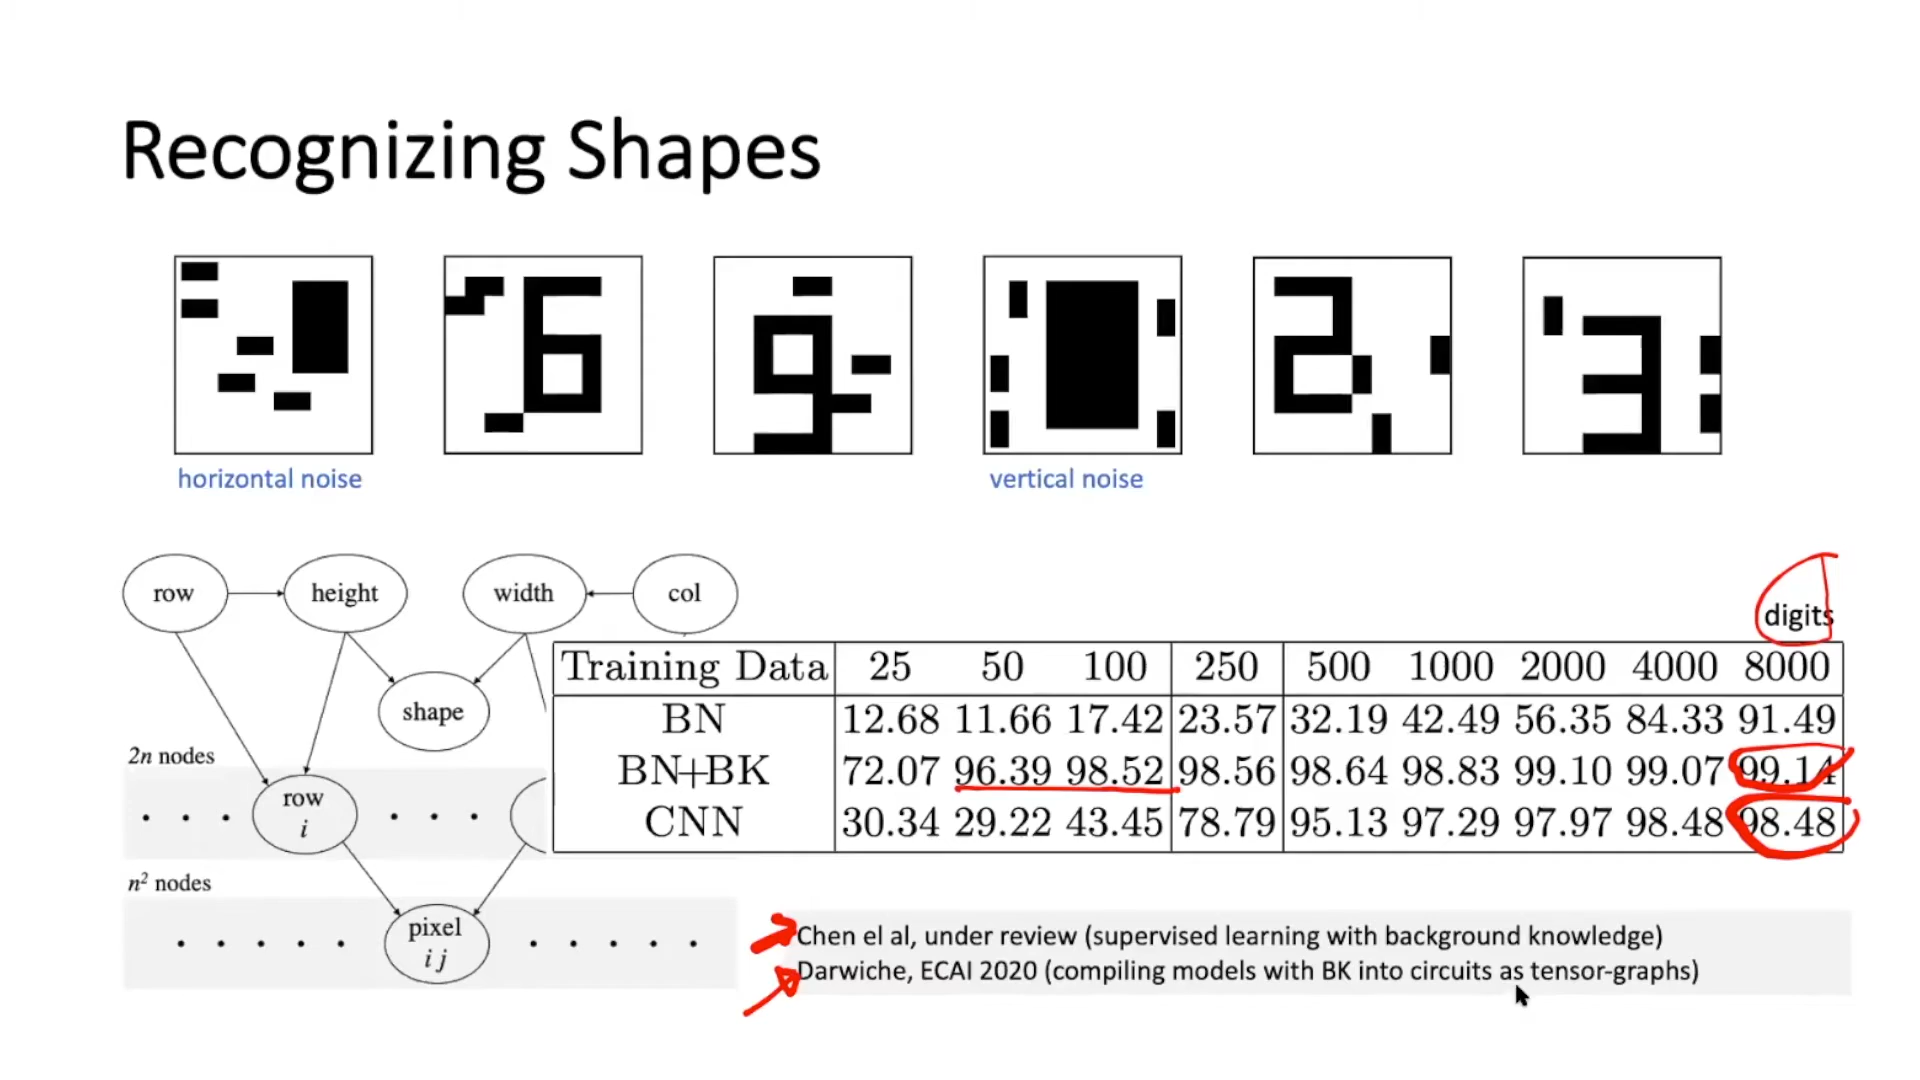 Recognizing Shapes
horizontal noise
vertical noise
row
height
width
col
shape
2n nodes
row
i
n² nodes
pixel
i j
digits
Training Data 25 50 100 250 500 1000 2000 4000 8000
BN 12.68 11.66 17.42 23.57 32.19 42.49 56.35 84.33 91.49
BN+BK 72.07 96.39 98.52 98.56 98.64 98.83 99.10 99.07 99.14
CNN 30.34 29.22 43.45 78.79 95.13 97.29 97.97 98.48 98.48
Chen el al, under review (supervised learning with background knowledge)
Darwiche, ECAI 2020 (compiling models with BK into circuits as tensor-graphs)